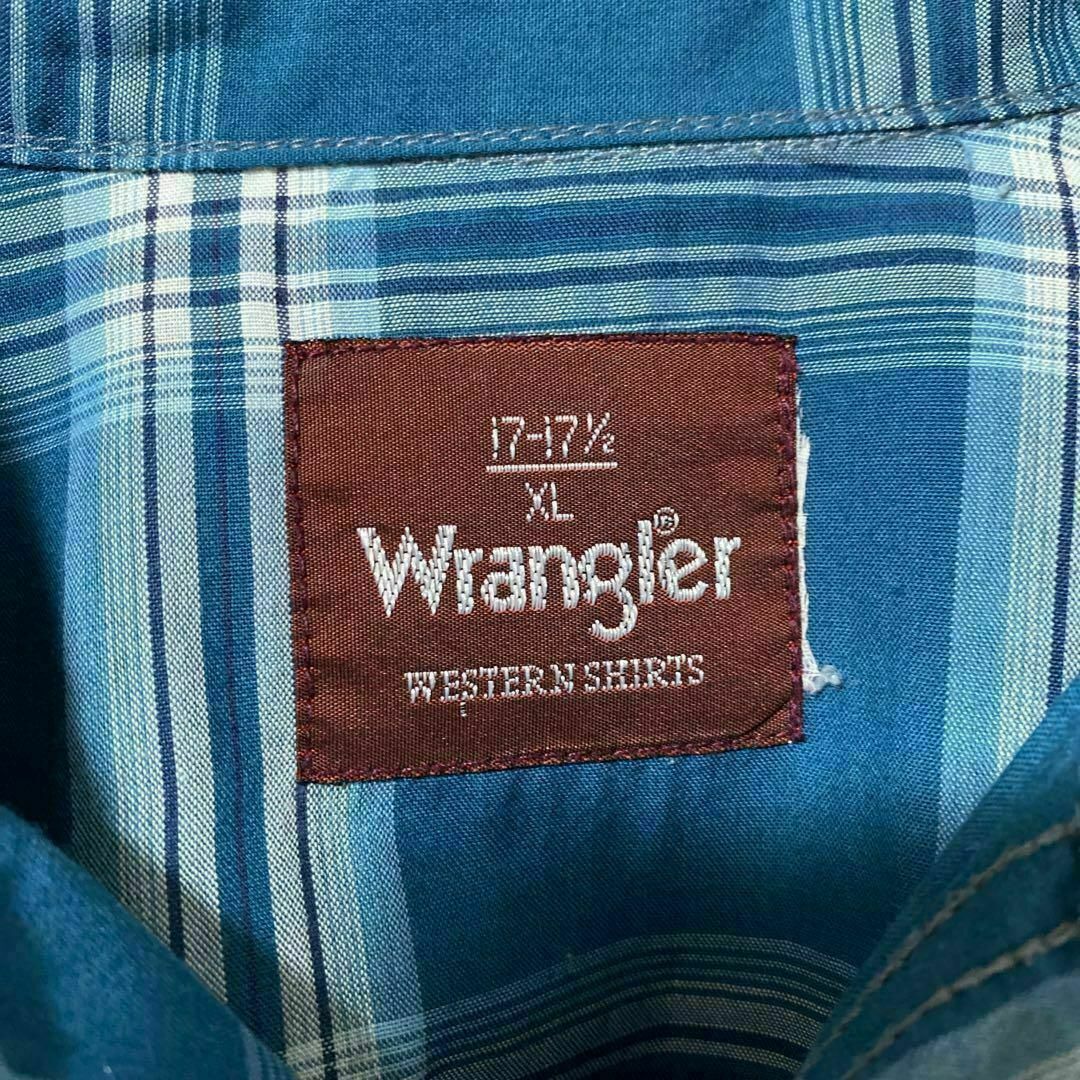 17-17½
XL
Wrangler®
WESTERN SHIRTS